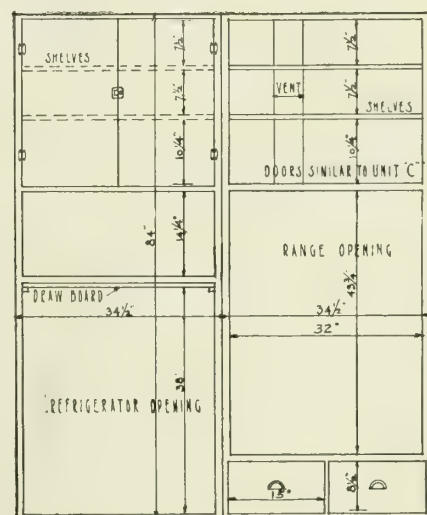 7½"
7½"
SHELVES
VENT
7½"
7½"
SHELVES
10¼"
10¼"
DOORS SIMILAR TO UNIT "C"
84"
14¼"
RANGE OPENING
43¾"
DRAW BOARD
34½"
34½"
32"
38"
REFRIGERATOR OPENING
15"
8½"